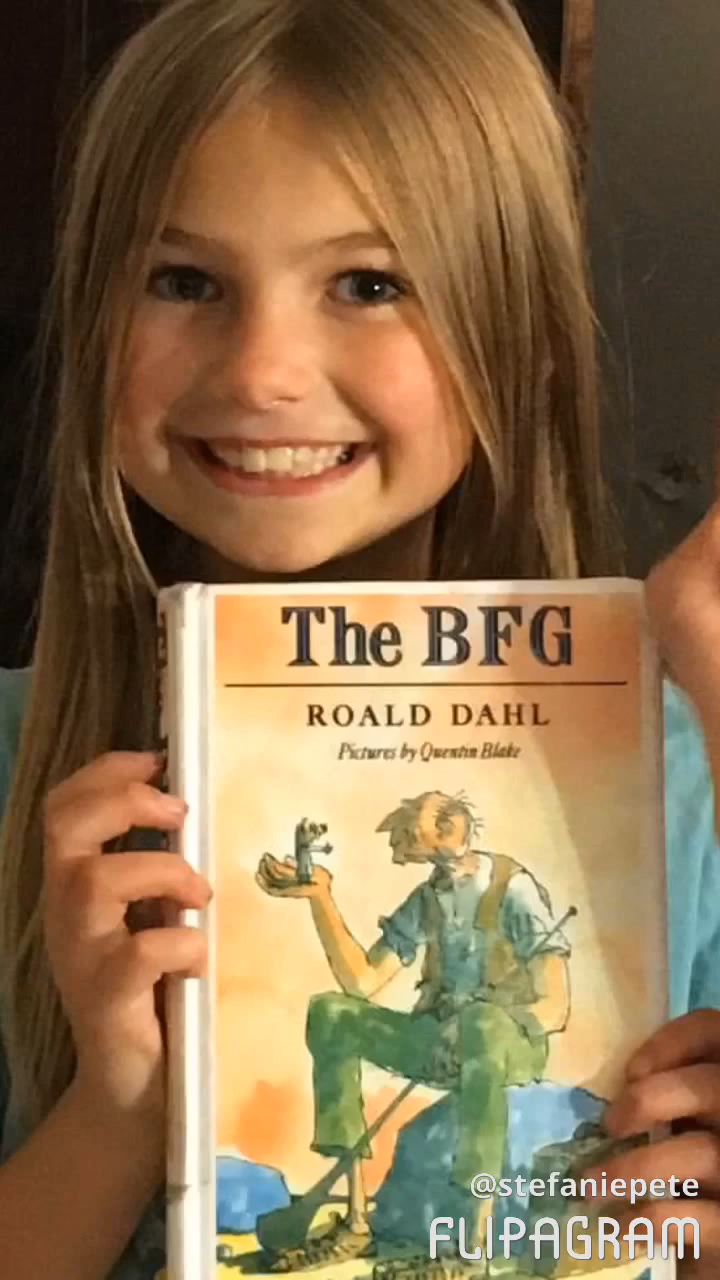 The BFG
ROALD DAHL
Pictures by Quentin Blake
@stefaniepete
FLIPAGRAM